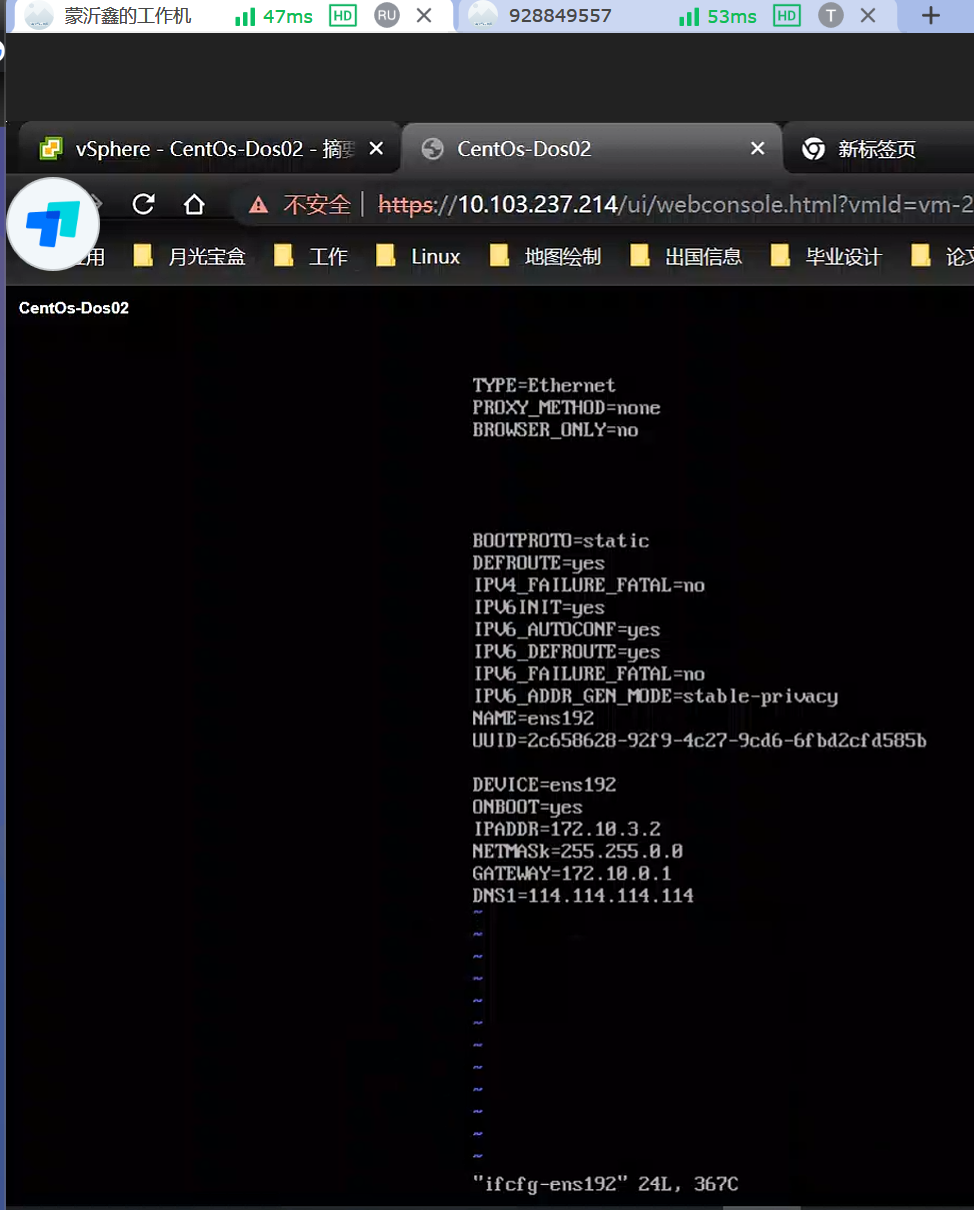 蒙沂鑫的工作机 47ms HD RU 928849557 53ms HD T
vSphere - CentOs-Dos02 - 摘要 CentOs-Dos02 新标签页
不安全 https://10.103.237.214/ui/webconsole.html?vmId=vm-2
用 月光宝盒 工作 Linux 地图绘制 出国信息 毕业设计
CentOs-Dos02
TYPE=Ethernet
PROXY_METHOD=none
BROWSER_ONLY=no
BOOTPROTO=static
DEFROUTE=yes
IPV4_FAILURE_FATAL=no
IPV6INIT=yes
IPV6_AUTOCONF=yes
IPV6_DEFROUTE=yes
IPV6_FAILURE_FATAL=no
IPV6_ADDR_GEN_MODE=stable-privacy
NAME=ens192
UUID=2c658628-92f9-4c27-9cd6-6fbd2cfd585b
DEVICE=ens192
ONBOOT=yes
IPADDR=172.10.3.2
NETMASk=255.255.0.0
GATEWAY=172.10.0.1
DNS1=114.114.114.114
~
~
~
~
~
~
~
~
~
~
~
~
"ifcfg-ens192" 24L, 367C